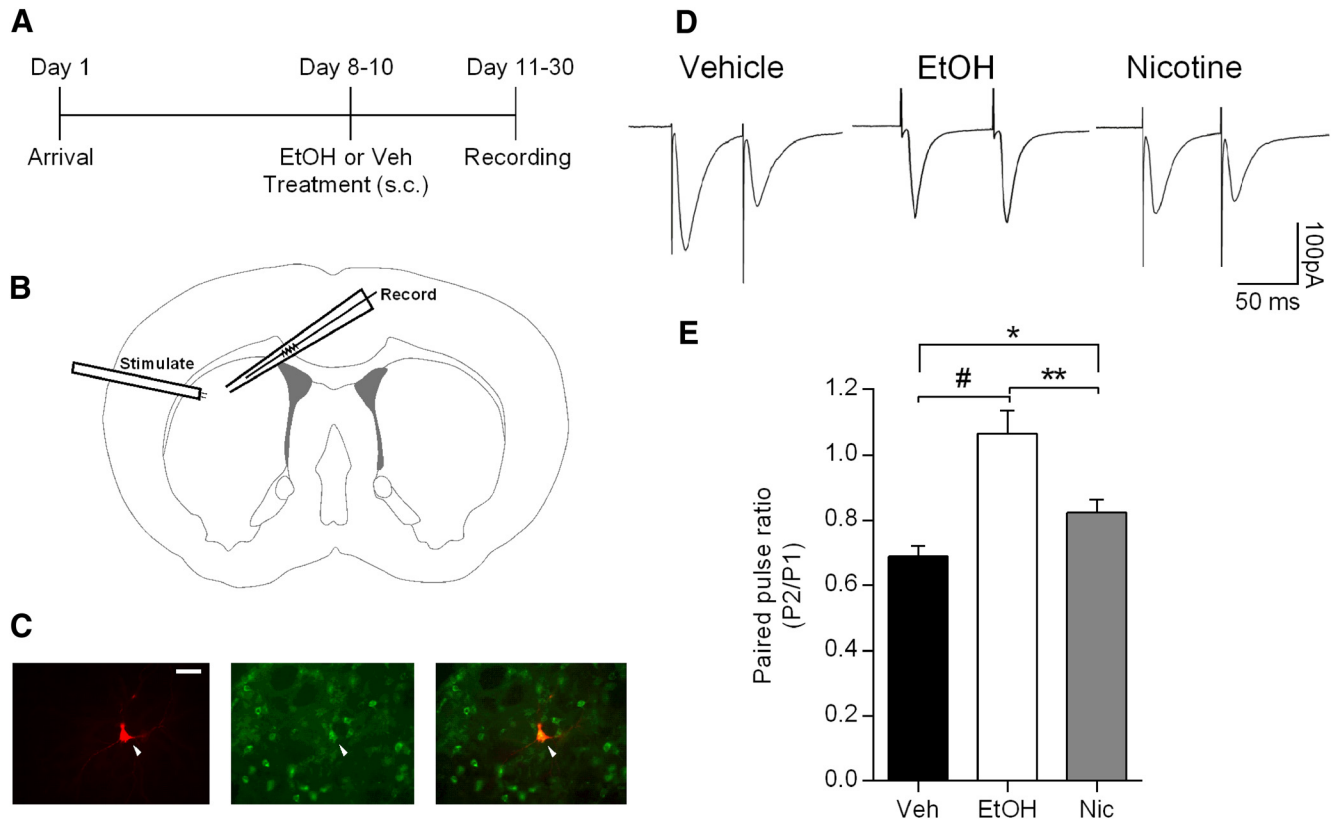 A
Day 1
Day 8-10
Day 11-30
Arrival
EtOH or Veh
Treatment (s.c.)
Recording
B
Stimulate
Record
C
D
Vehicle
EtOH
Nicotine
100pA
50 ms
E
*
#
**
Paired pulse ratio
(P2/P1)
1.2
1.0
0.8
0.6
0.4
0.2
0.0
Veh
EtOH
Nic